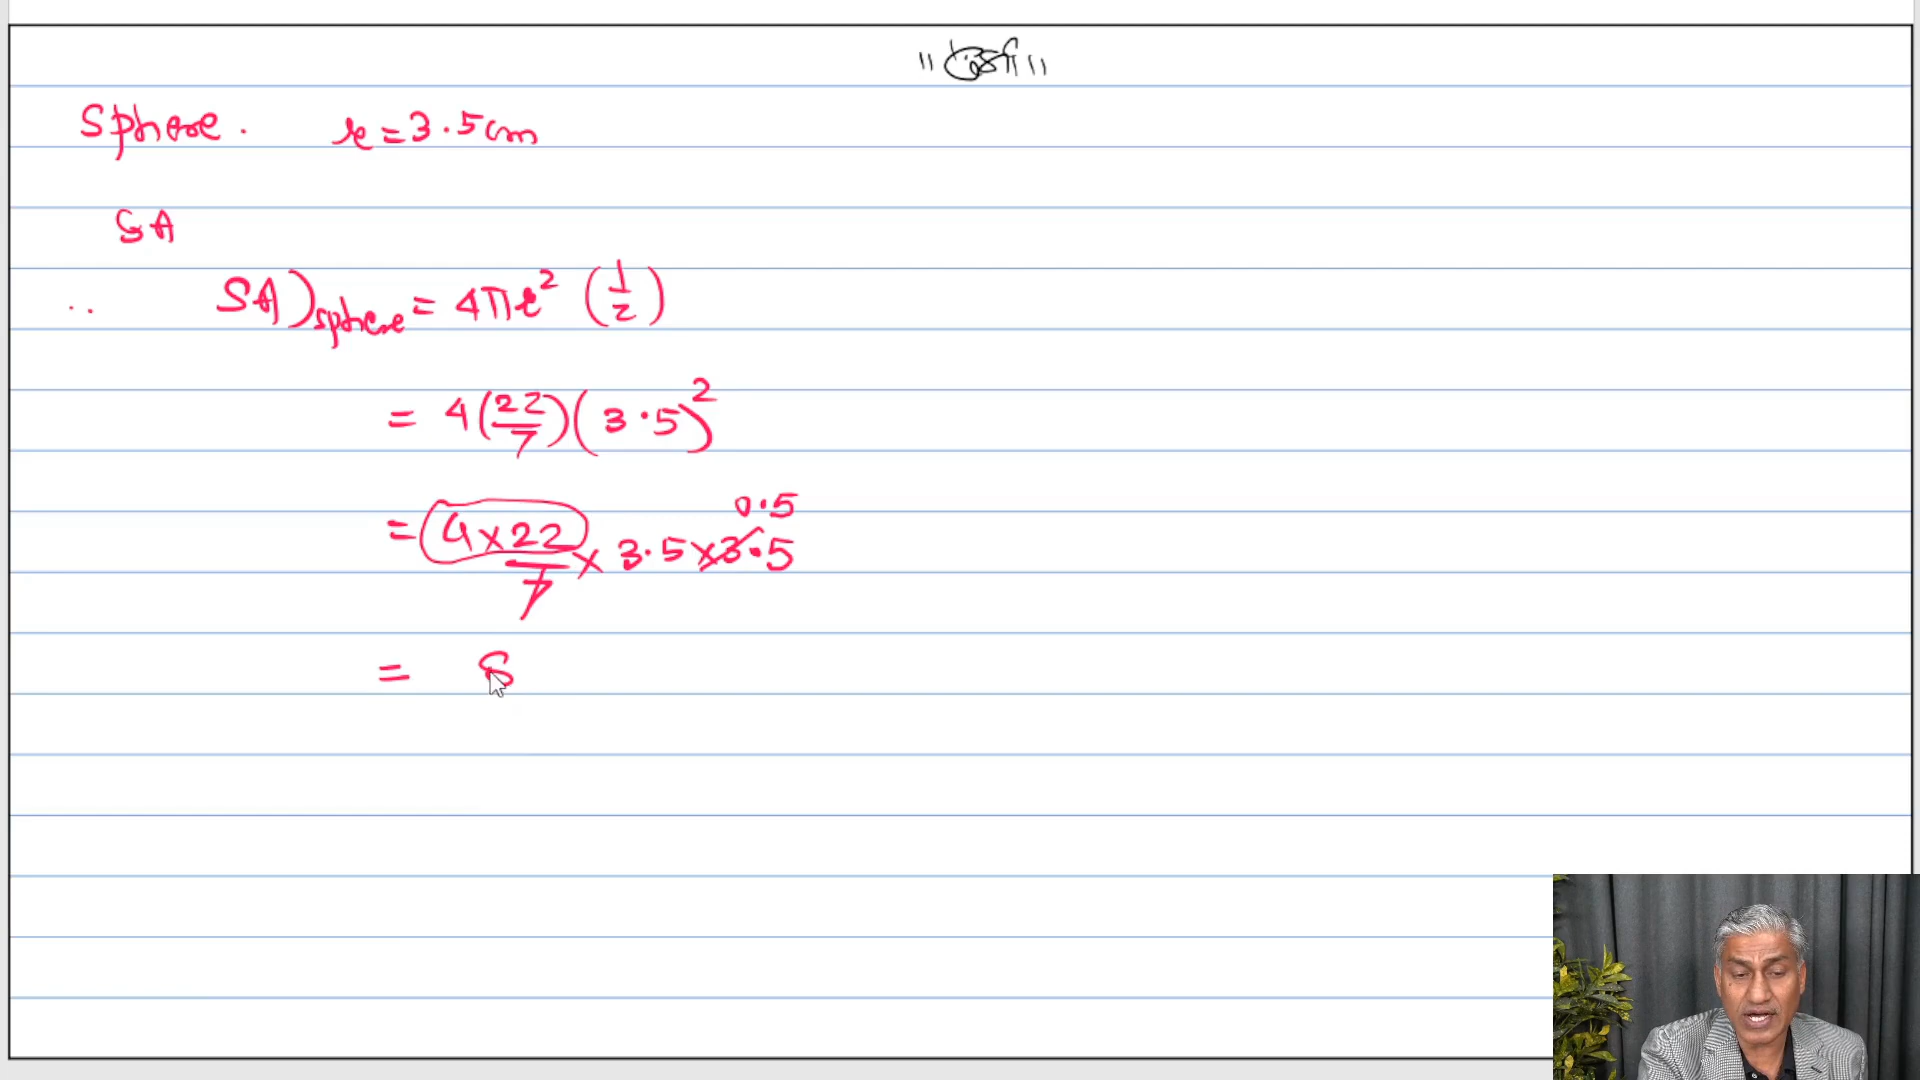 Sphere. r = 3.5 cm
SA
∴ SA)sphere = 4πr² (1/2)
= 4(22/7)(3.5)²
0.5
= 4×22/7 × 3.5×3.5
= 8